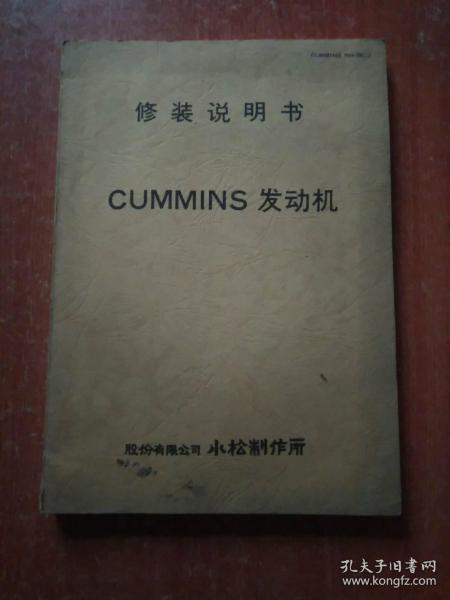 CUMMINS
修装说明书
CUMMINS 发动机
股份有限公司 小松制作所
孔夫子旧书网
www.kongfz.com